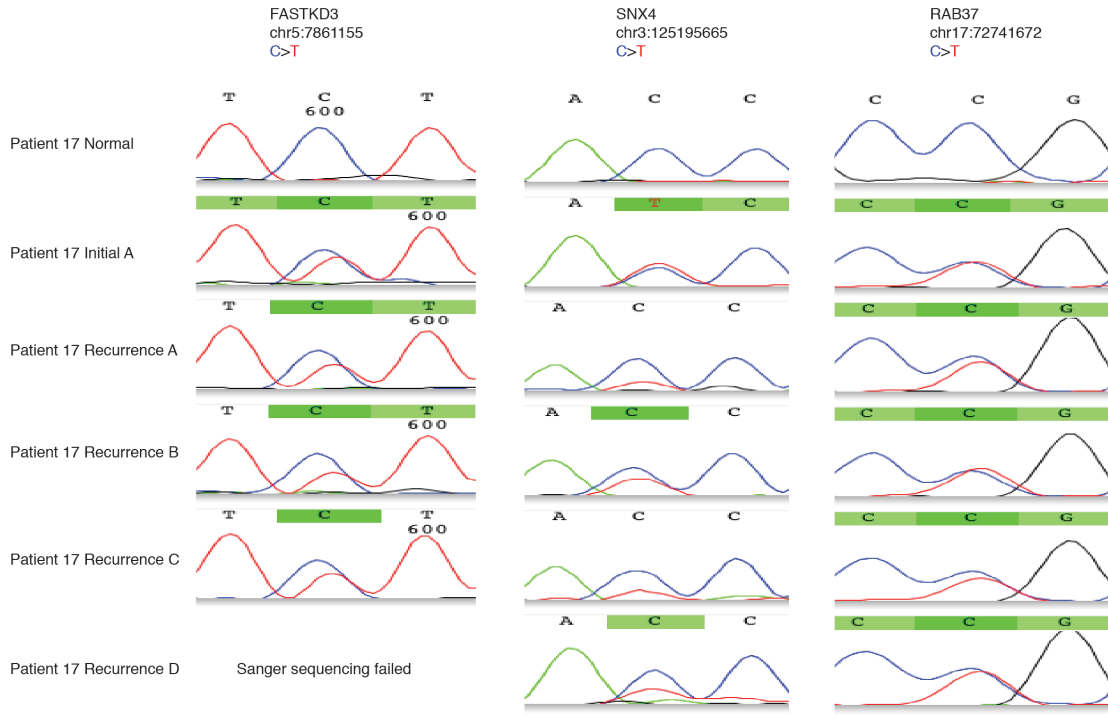 FASTKD3
chr5:7861155
C>T
SNX4
chr3:125195665
C>T
RAB37
chr17:72741672
C>T
T C T
600
A C C
C C G
Patient 17 Normal
T C T
600
A T C
C C G
Patient 17 Initial A
T C T
600
A C C
C C G
Patient 17 Recurrence A
T C T
600
A C C
C C G
Patient 17 Recurrence B
T C T
600
A C C
C C G
Patient 17 Recurrence C
A C C
C C G
Patient 17 Recurrence D
Sanger sequencing failed